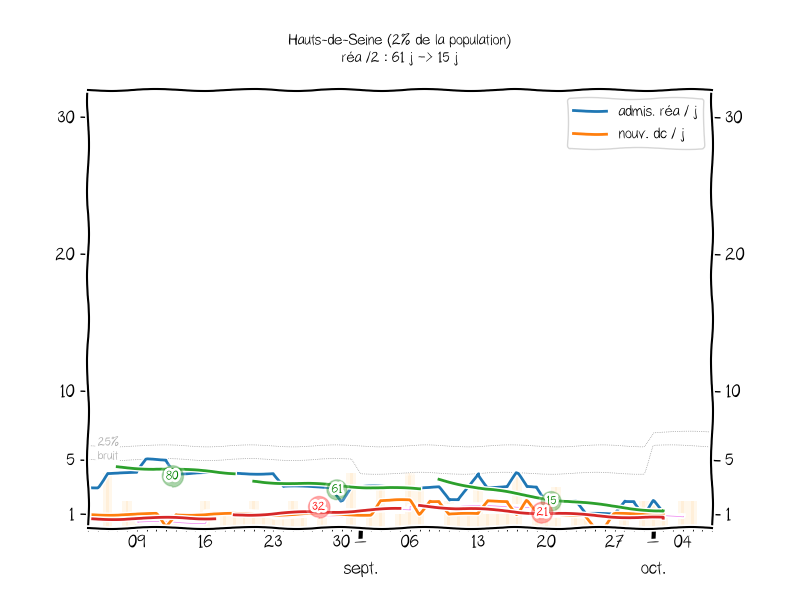 Hauts-de-Seine (2% de la population)
réa /2 : 61 j -> 15 j
admis. réa / j
nouv. dc / j
30
30
20
20
10
10
25%
bruit
5
5
80
61
32
15
21
1
1
09 16 23 30 06 13 20 27 04
sept. oct.